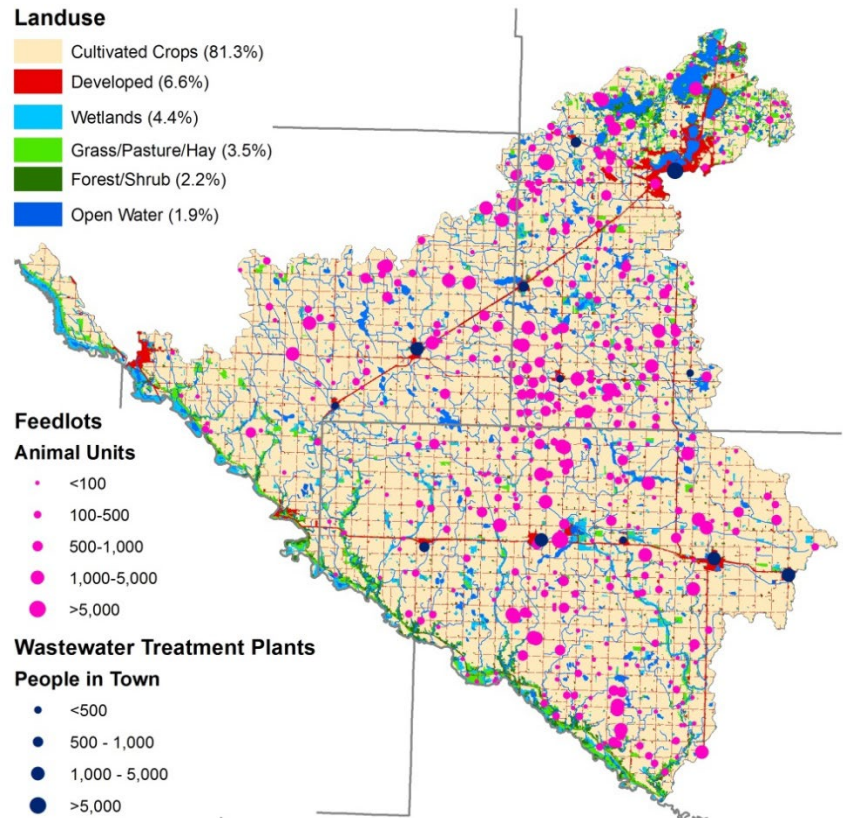 Landuse
Cultivated Crops (81.3%)
Developed (6.6%)
Wetlands (4.4%)
Grass/Pasture/Hay (3.5%)
Forest/Shrub (2.2%)
Open Water (1.9%)
Feedlots
Animal Units
<100
100-500
500-1,000
1,000-5,000
>5,000
Wastewater Treatment Plants
People in Town
<500
500 - 1,000
1,000 - 5,000
>5,000